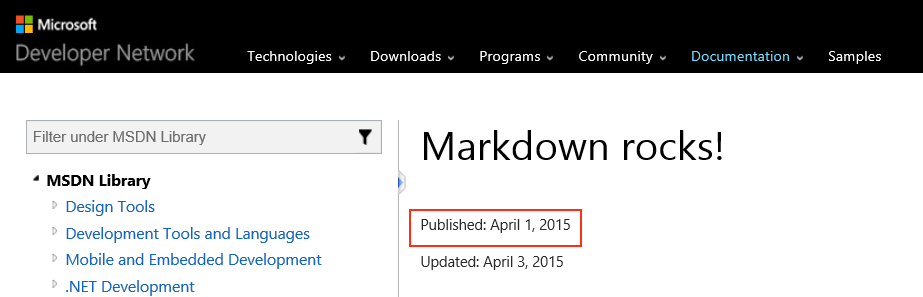 Microsoft
Developer Network
Technologies Downloads Programs Community Documentation Samples
Filter under MSDN Library
MSDN Library
Design Tools
Development Tools and Languages
Mobile and Embedded Development
.NET Development
Markdown rocks!
Published: April 1, 2015
Updated: April 3, 2015